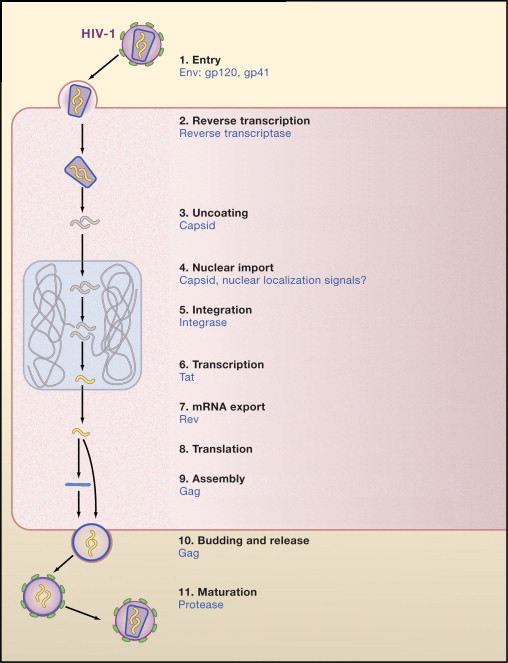 HIV-1
1. Entry
Env: gp120, gp41
2. Reverse transcription
Reverse transcriptase
3. Uncoating
Capsid
4. Nuclear import
Capsid, nuclear localization signals?
5. Integration
Integrase
6. Transcription
Tat
7. mRNA export
Rev
8. Translation
9. Assembly
Gag
10. Budding and release
Gag
11. Maturation
Protease